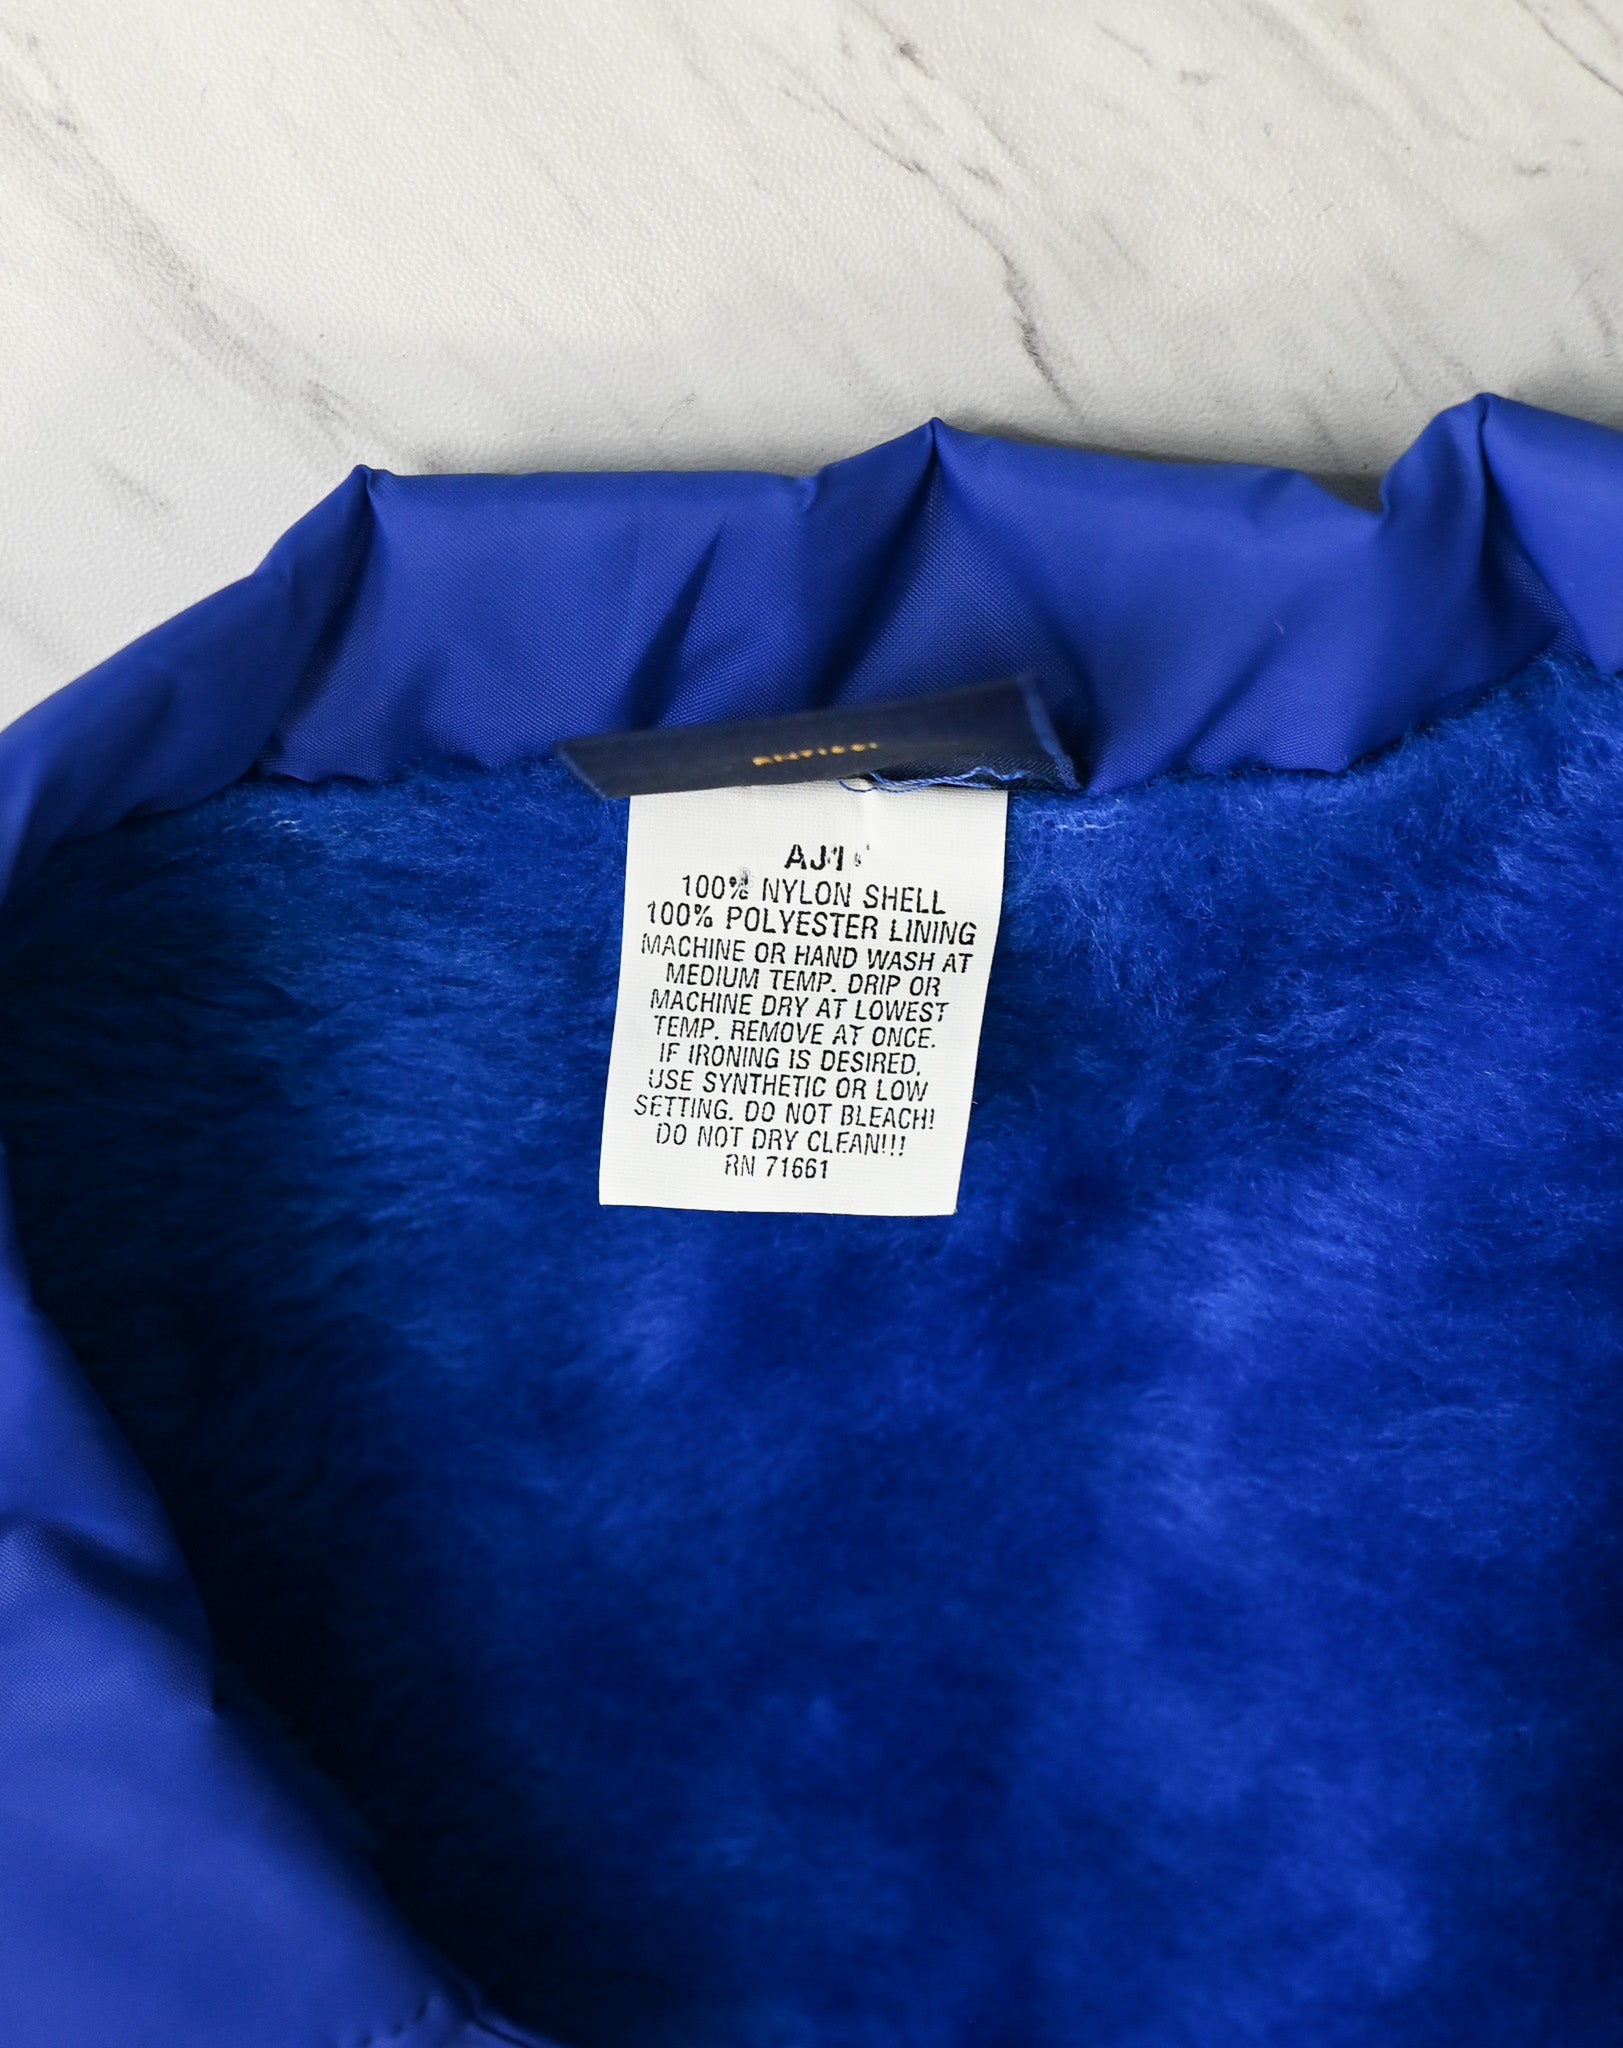 100% NYLON SHELL
100% POLYESTER LINING
MACHINE OR HAND WASH AT
MEDIUM TEMP. DRIP OR
MACHINE DRY AT LOWEST
TEMP. REMOVE AT ONCE.
IF IRONING IS DESIRED,
USE SYNTHETIC OR LOW
SETTING. DO NOT BLEACH!
DO NOT DRY CLEAN!!!
RN 71661